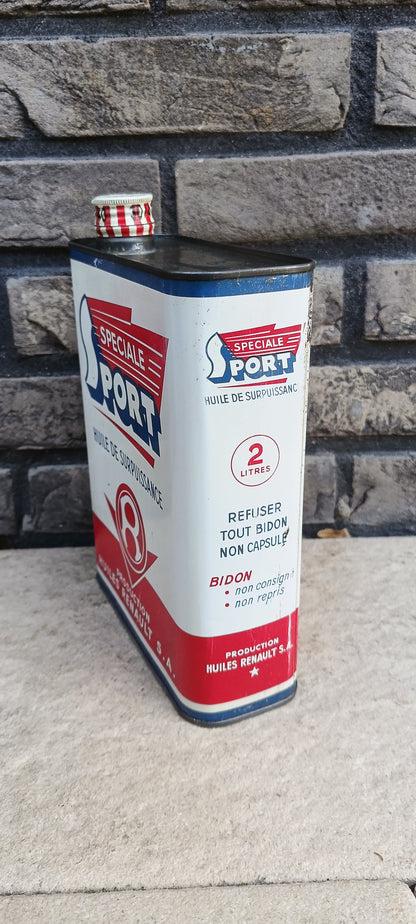 SPECIALE
SPORT
HUILE DE SURPUISSANCE
R
PRODUCTION
HUILES RENAULT S.A.
SPECIALE
SPORT
HUILE DE SURPUISSANC
2
LITRES
REFUSER
TOUT BIDON
NON CAPSULÉ
BIDON
• non consigné
• non repris
PRODUCTION
HUILES RENAULT S.A.